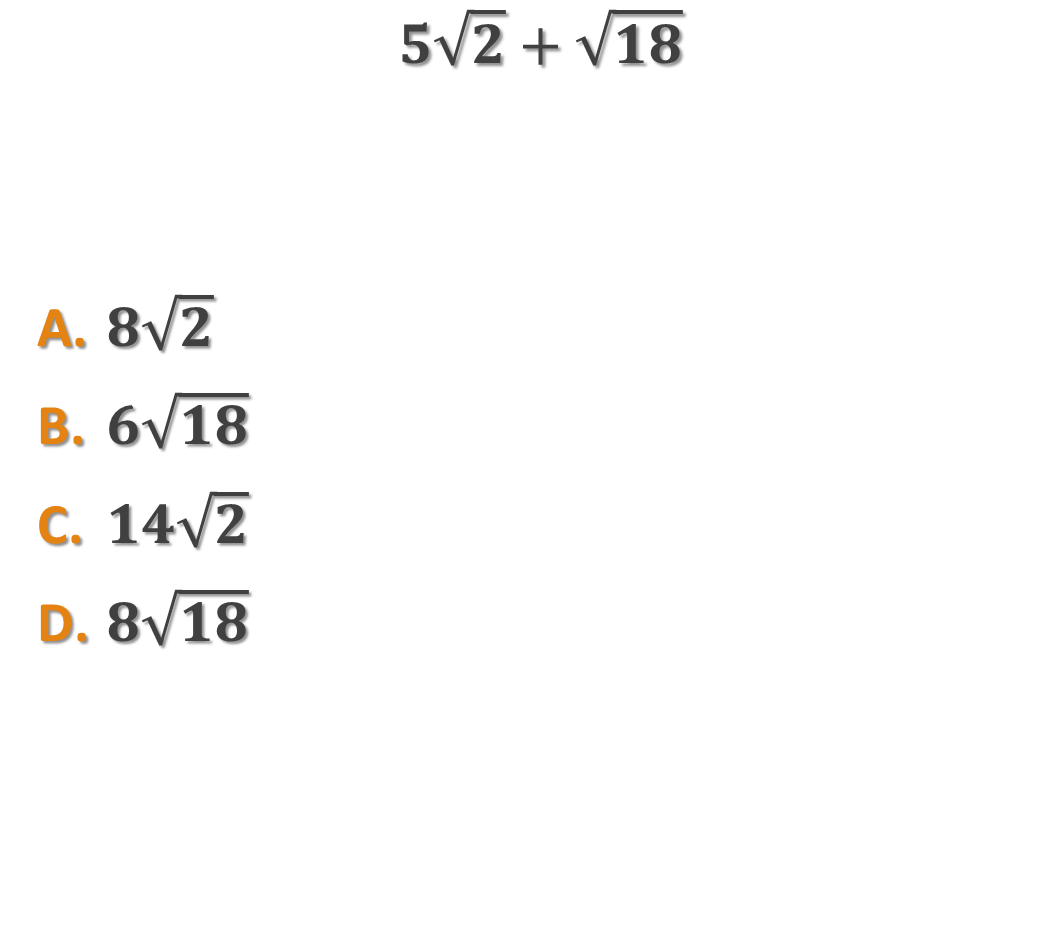 5√2 + √18
A. 8√2
B. 6√18
C. 14√2
D. 8√18